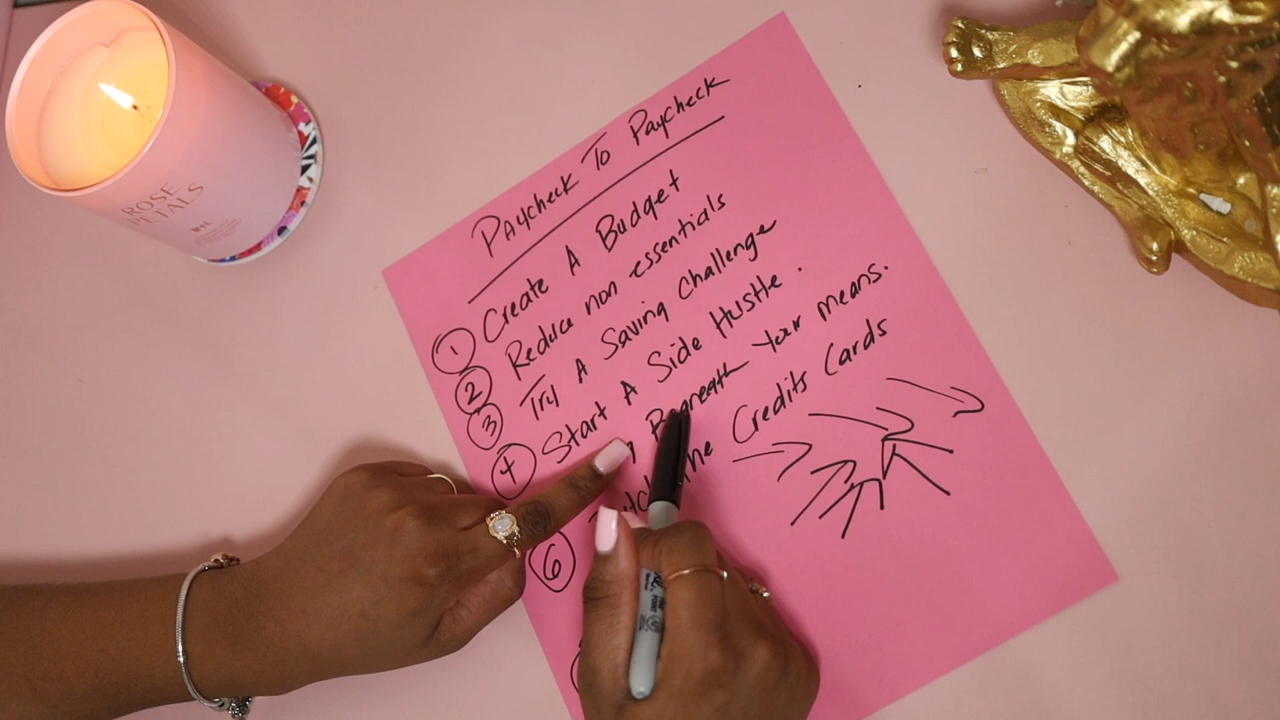 ROSE
PETALS
Paycheck To Paycheck
1 Create A Budget
2 Reduce non essentials
3 Try A Saving Challenge
4 Start A Side Hustle.
Your means.
6 the Credits Cards